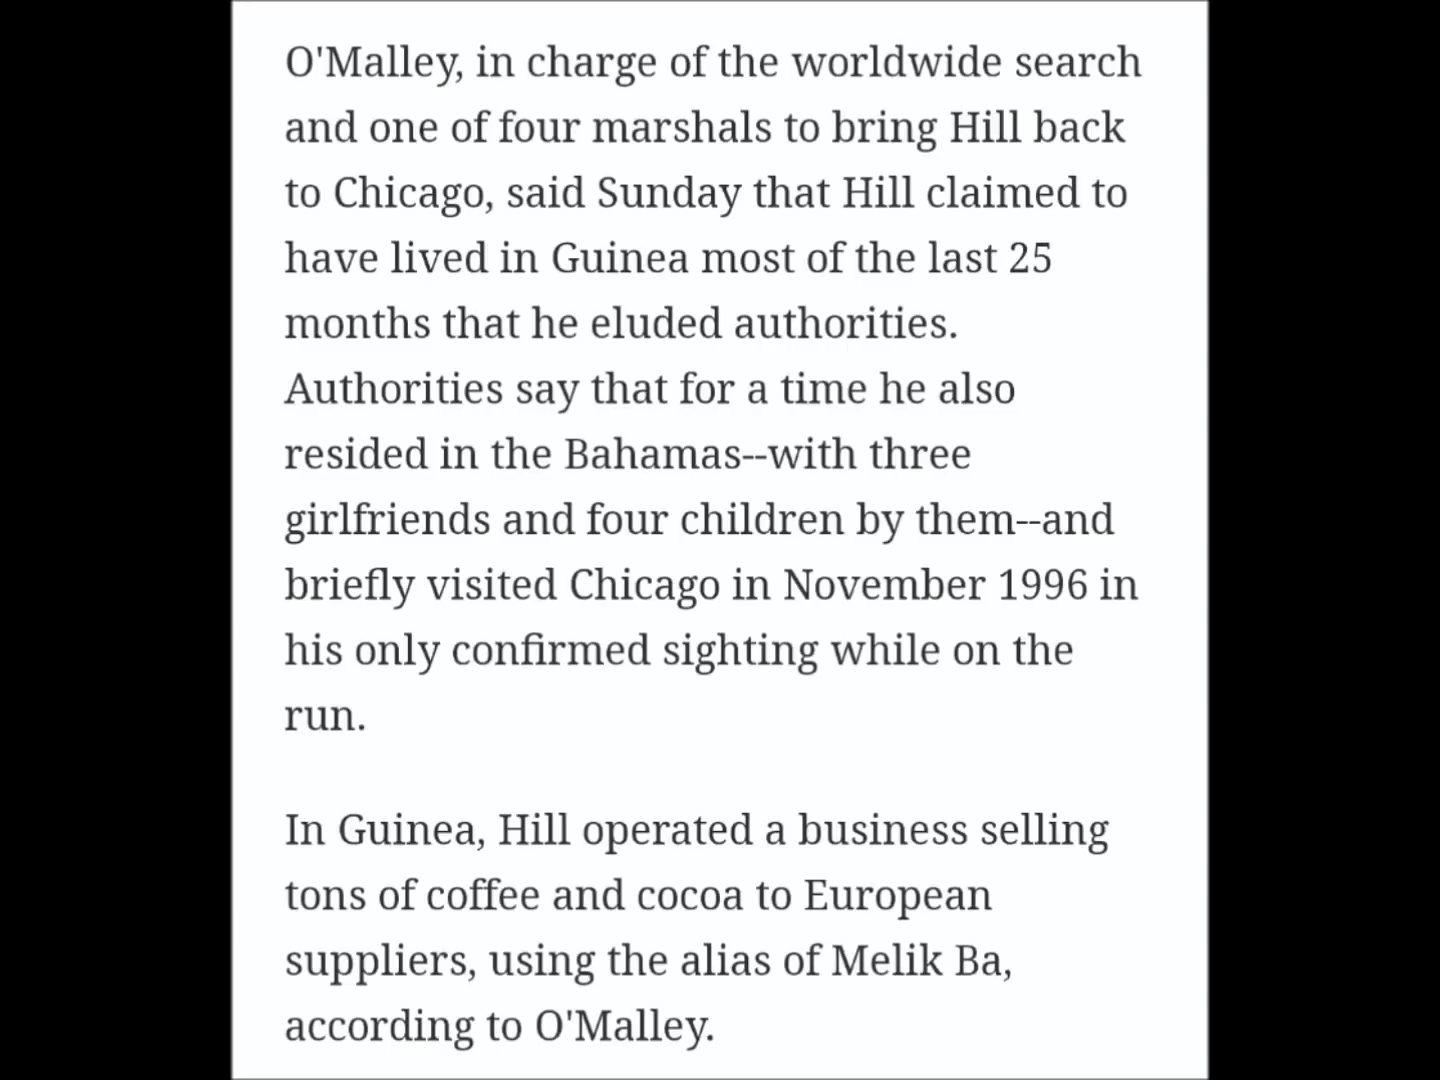 O'Malley, in charge of the worldwide search
and one of four marshals to bring Hill back
to Chicago, said Sunday that Hill claimed to
have lived in Guinea most of the last 25
months that he eluded authorities.
Authorities say that for a time he also
resided in the Bahamas--with three
girlfriends and four children by them--and
briefly visited Chicago in November 1996 in
his only confirmed sighting while on the
run.
In Guinea, Hill operated a business selling
tons of coffee and cocoa to European
suppliers, using the alias of Melik Ba,
according to O'Malley.